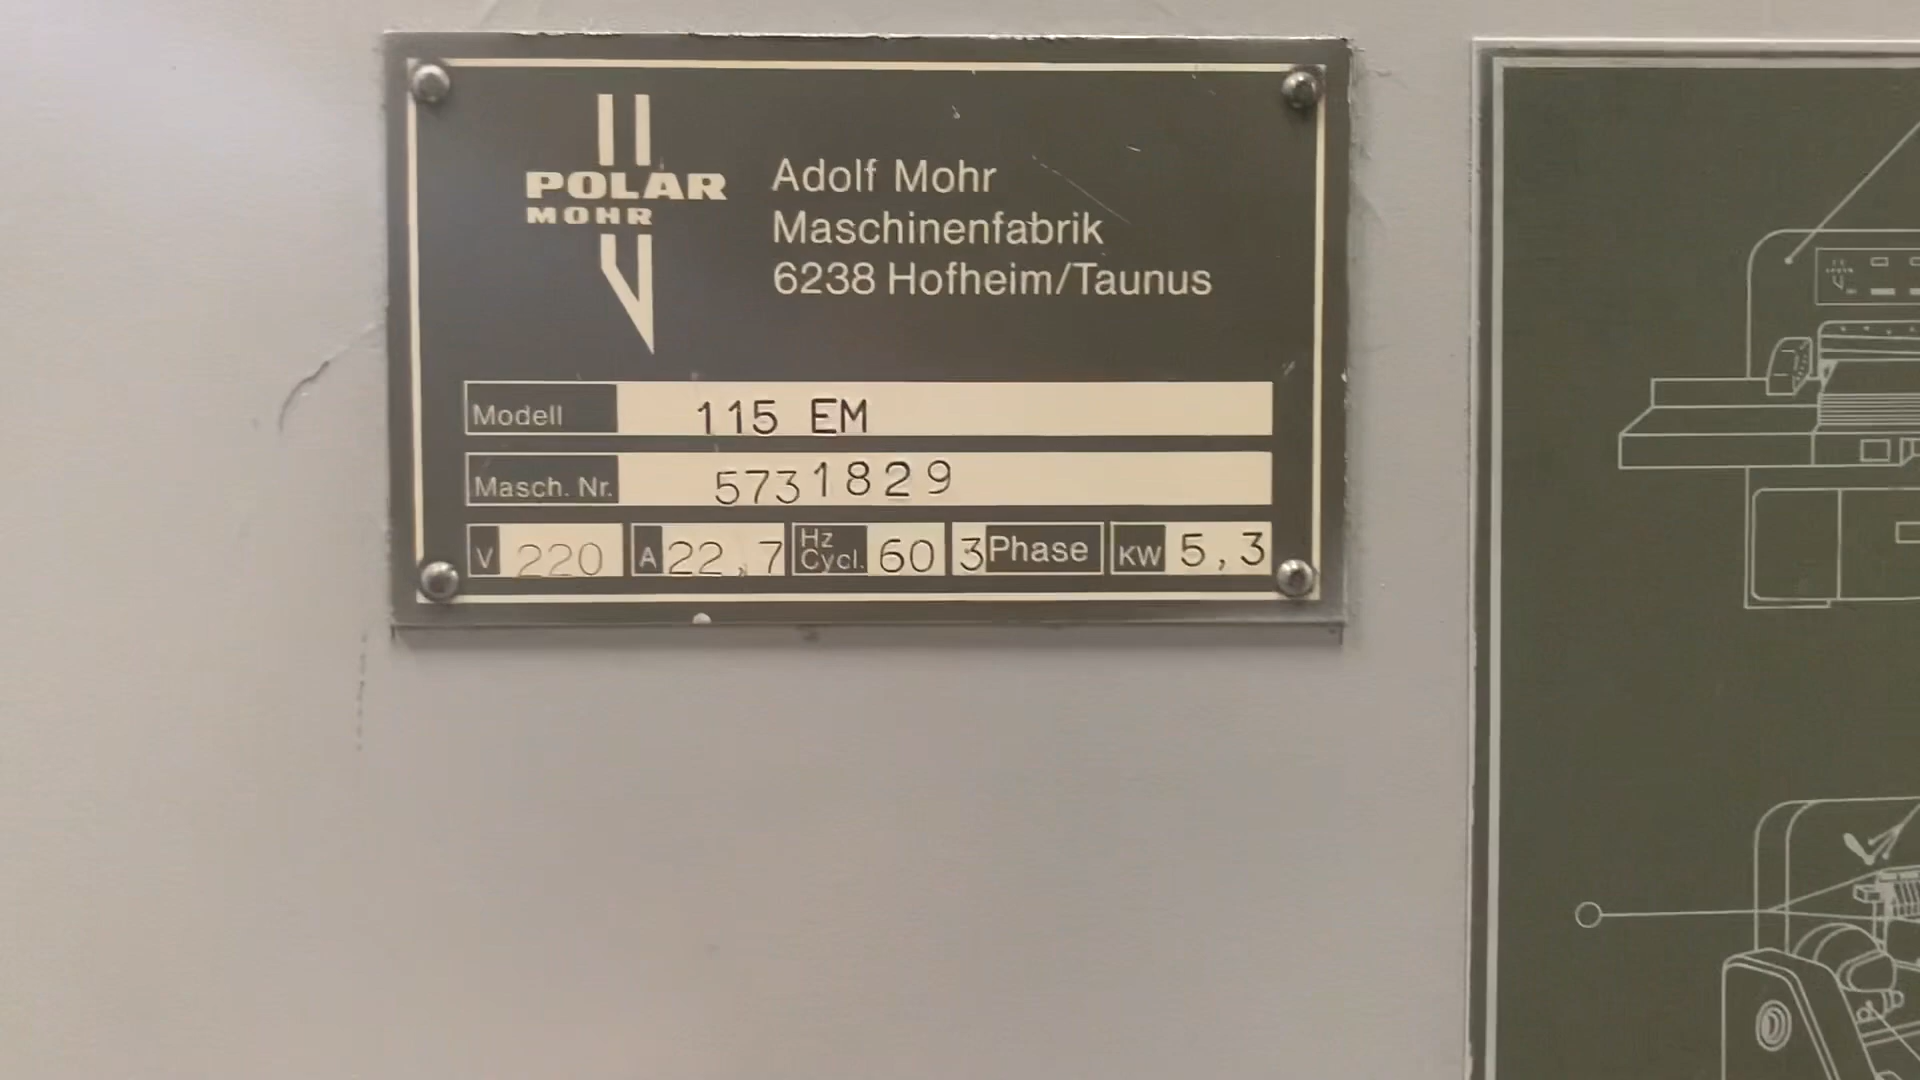 POLAR
MOHR
Adolf Mohr
Maschinenfabrik
6238 Hofheim/Taunus
Modell 115 EM
Masch. Nr. 5731829
V 220 A 22,7 Hz Cycl. 60 3 Phase KW 5,3